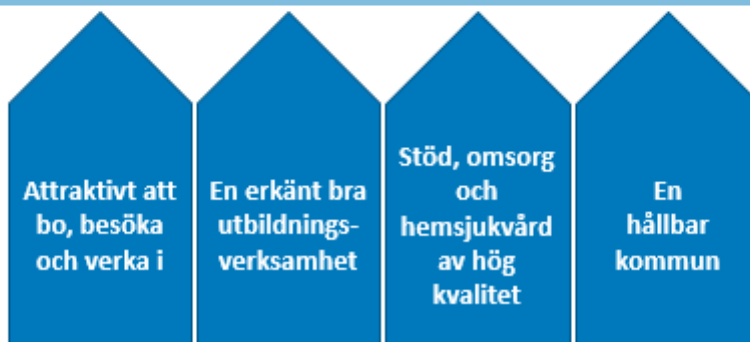 Attraktivt att
bo, besöka
och verka i
En erkänt bra
utbildnings-
verksamhet
Stöd, omsorg
och
hemsjukvård
av hög
kvalitet
En
hållbar
kommun